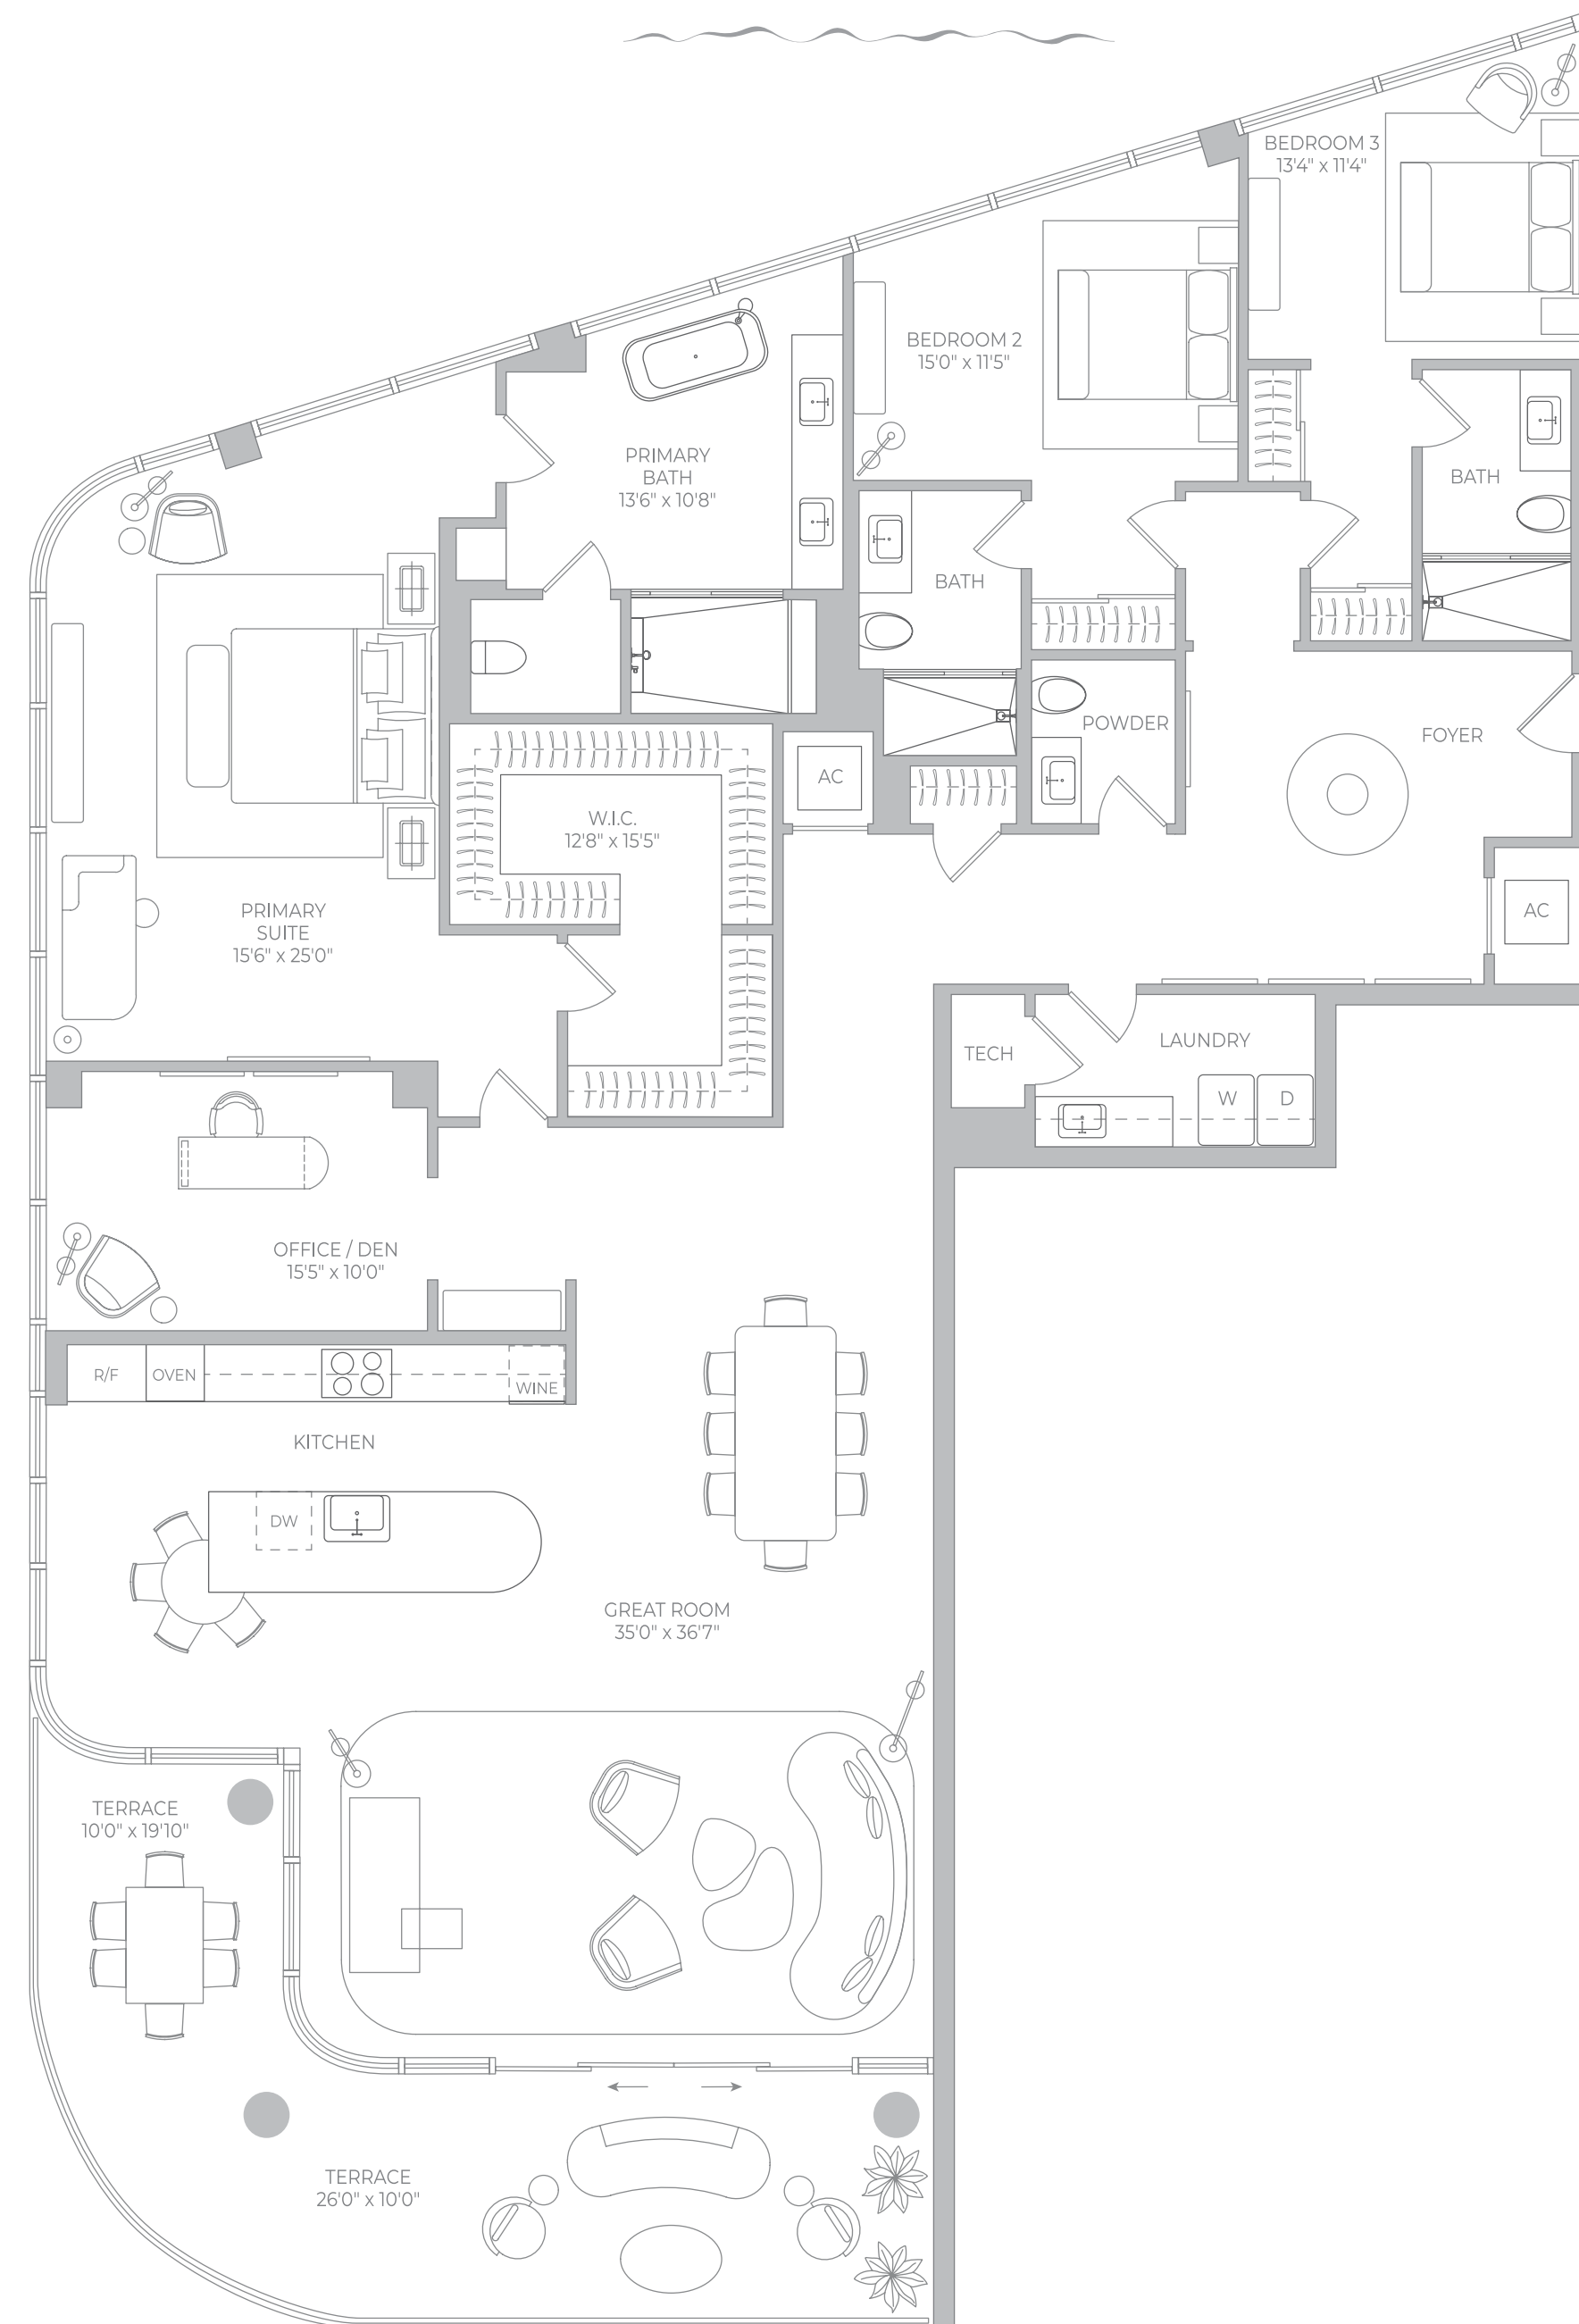 BEDROOM 3
13'4" x 11'4"
BEDROOM 2
15'0" x 11'5"
PRIMARY
BATH
13'6" x 10'8"
BATH
BATH
POWDER
FOYER
AC
W.I.C.
12'8" x 15'5"
PRIMARY
SUITE
15'6" x 25'0"
AC
TECH
LAUNDRY
W
D
OFFICE / DEN
15'5" x 10'0"
R/F
OVEN
WINE
KITCHEN
DW
GREAT ROOM
35'0" x 36'7"
TERRACE
10'0" x 19'10"
TERRACE
26'0" x 10'0"